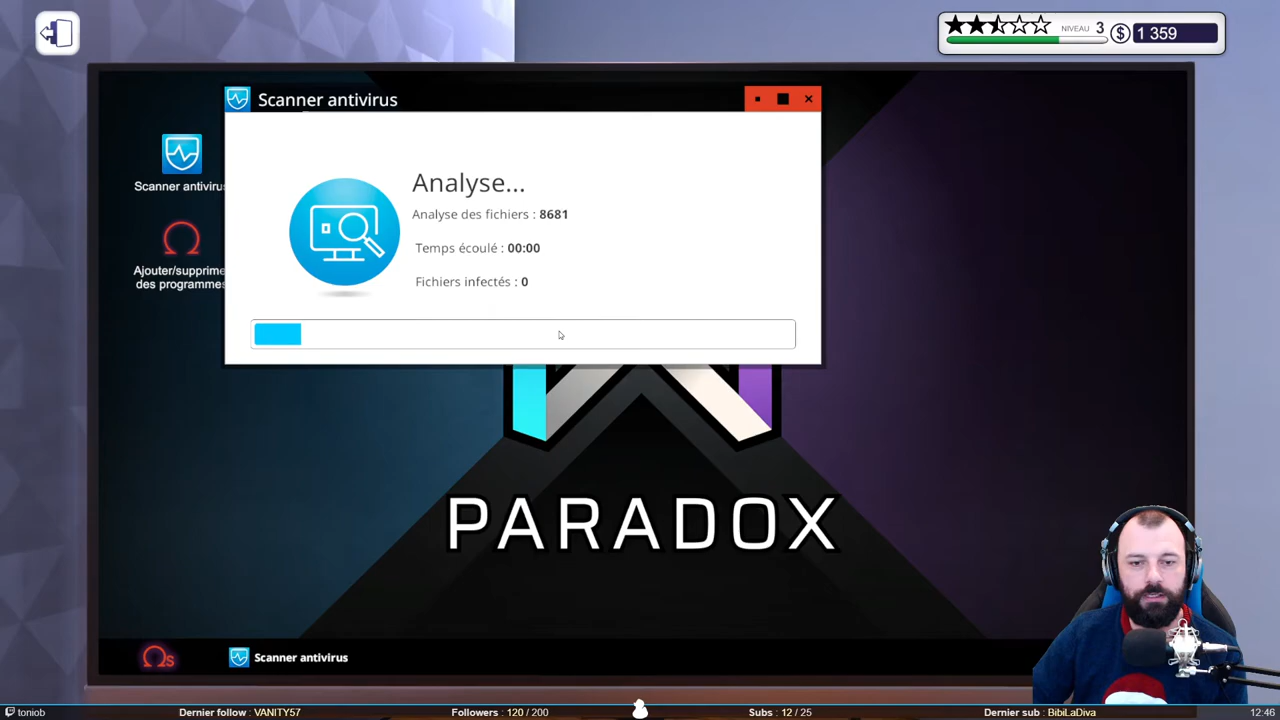 NIVEAU 3
$ 1 359
Scanner antivirus
Scanner antivirus
Analyse...
Analyse des fichiers : 8681
Temps écoulé : 00:00
Fichiers infectés : 0
Ajouter/supprime
des programmes
PARADOX
Ωs
Scanner antivirus
toniob
Dernier follow : VANITY57
Followers : 120 / 200
Subs : 12 / 25
Dernier sub : BibiLaDiva
12:46